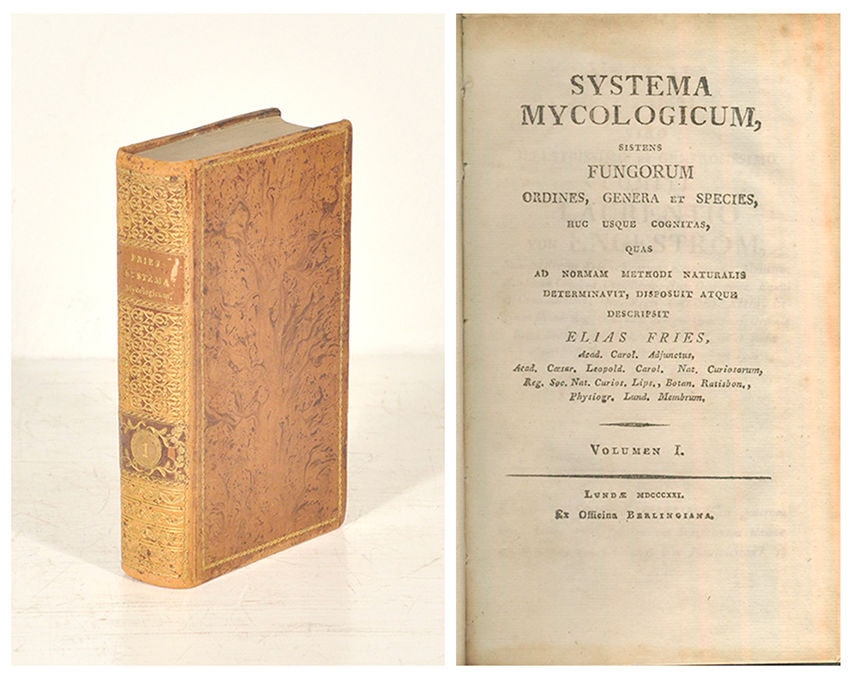 FRIES
SYSTEMA
Mycologicum.
I
SYSTEMA
MYCOLOGICUM,
SISTENS
FUNGORUM
ORDINES, GENERA ET SPECIES,
HUC USQUE COGNITAS,
QUAS
AD NORMAM METHODI NATURALIS
DETERMINAVIT, DISPOSUIT ATQUE
DESCRIPSIT
ELIAS FRIES,
Acad. Carol. Adjunctus,
Acad. Cæsar. Leopold. Carol. Nat. Curiosorum,
Reg. Soc. Nat. Curios. Lips., Botan. Ratisbon.,
Physiogr. Lund. Membrum.
VOLUMEN I.
LUNDÆ MDCCCXXI.
Ex Officina BERLINGIANA.